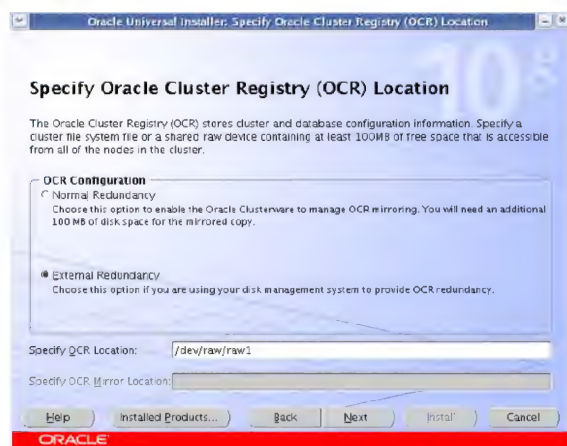 Oracle Universal Installer: Specify Oracle Cluster Registry (OCR) Location
10g
Specify Oracle Cluster Registry (OCR) Location
The Oracle Cluster Registry (OCR) stores cluster and database configuration information. Specify a
cluster file system file or a shared raw device containing at least 100MB of free space that is accessible
from all of the nodes in the cluster.
OCR Configuration
Normal Redundancy
Choose this option to enable the Oracle Clusterware to manage OCR mirroring. You will need an additional
100 MB of disk space for the mirrored copy.
External Redundancy
Choose this option if you are using your disk management system to provide OCR redundancy.
Specify OCR Location: /dev/raw/raw1
Specify OCR Mirror Location:
Help Installed Products... Back Next Install Cancel
ORACLE